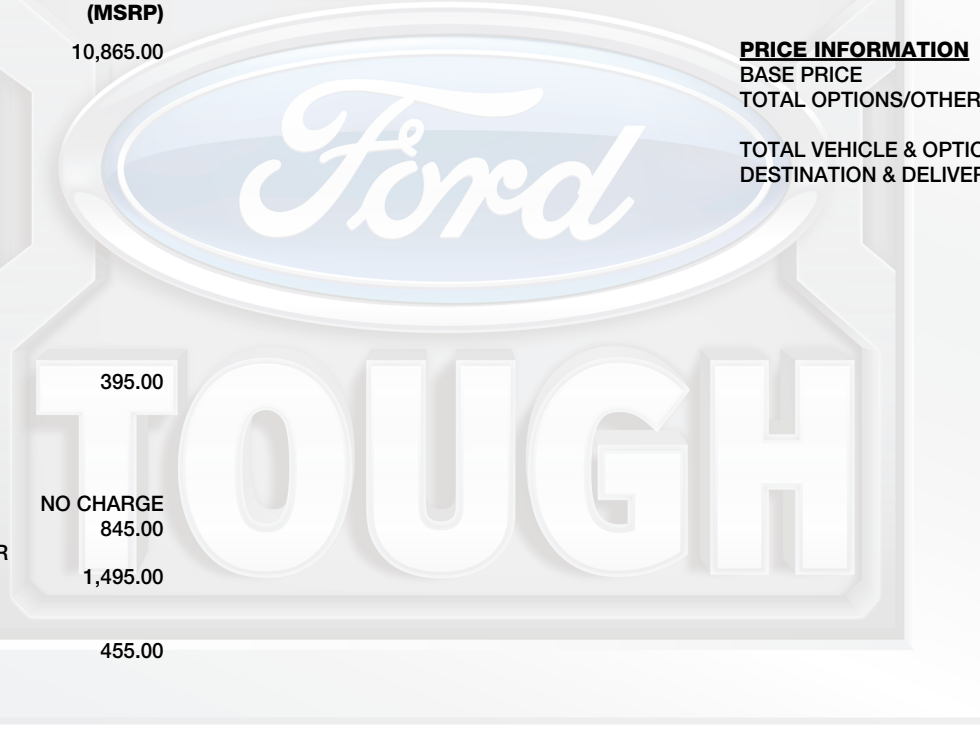 (MSRP)
10,865.00
395.00
NO CHARGE
845.00
R
1,495.00
455.00
PRICE INFORMATION
BASE PRICE
TOTAL OPTIONS/OTHER
TOTAL VEHICLE & OPTIO
DESTINATION & DELIVER
Ford
TOUGH